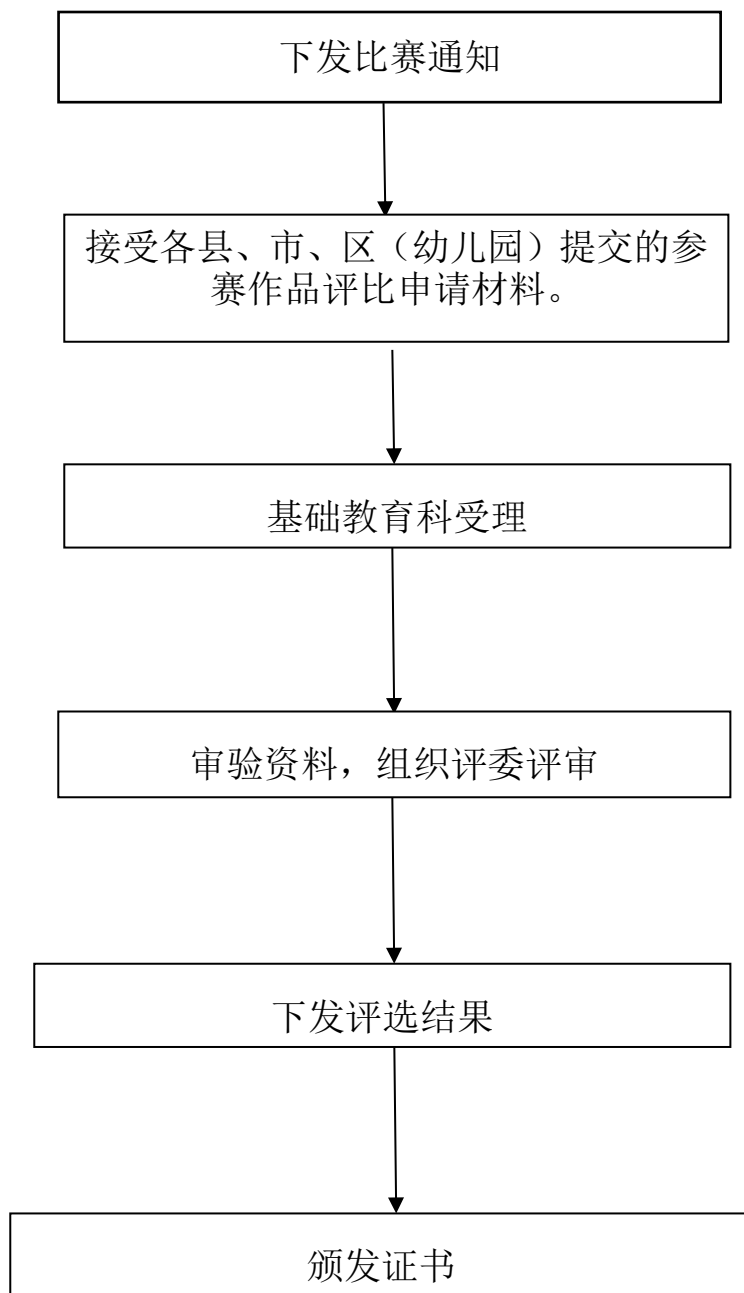 下发比赛通知
接受各县、市、区（幼儿园）提交的参
赛作品评比申请材料。
基础教育科受理
审验资料，组织评委评审
下发评选结果
颁发证书